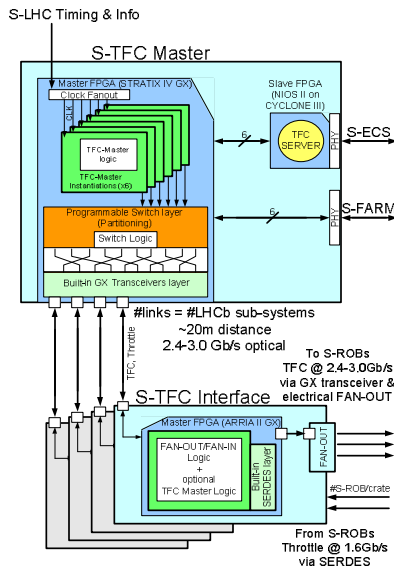 S-LHC Timing & Info
S-TFC Master
Master FPGA (STRATIX IV GX)
Clock Fanout
CLK
TFC-Master
logic
TFC-Master
Instantiations (x6)
Programmable Switch layer
(Partitioning)
Switch Logic
Built-in GX Transceivers layer
Slave FPGA
(NIOS II on
CYCLONE III)
TFC
SERVER
6
PHY
S-ECS
6
PHY
S-FARM
#links = #LHCb sub-systems
~20m distance
2.4-3.0 Gb/s optical
TFC, Throttle
To S-ROBs
TFC @ 2.4-3.0Gb/s
via GX transceiver &
electrical FAN-OUT
S-TFC Interface
Master FPGA (ARRIA II GX)
FAN-OUT/FAN-IN
Logic
+
optional
TFC Master Logic
Built-in
SERDES layer
FAN-OUT
#S-ROB/crate
From S-ROBs
Throttle @ 1.6Gb/s
via SERDES